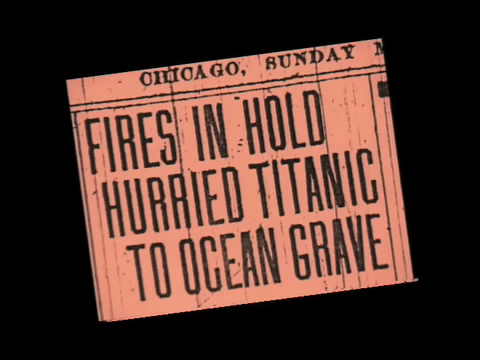 CHICAGO, SUNDAY
FIRES IN HOLD
HURRIED TITANIC
TO OCEAN GRAVE